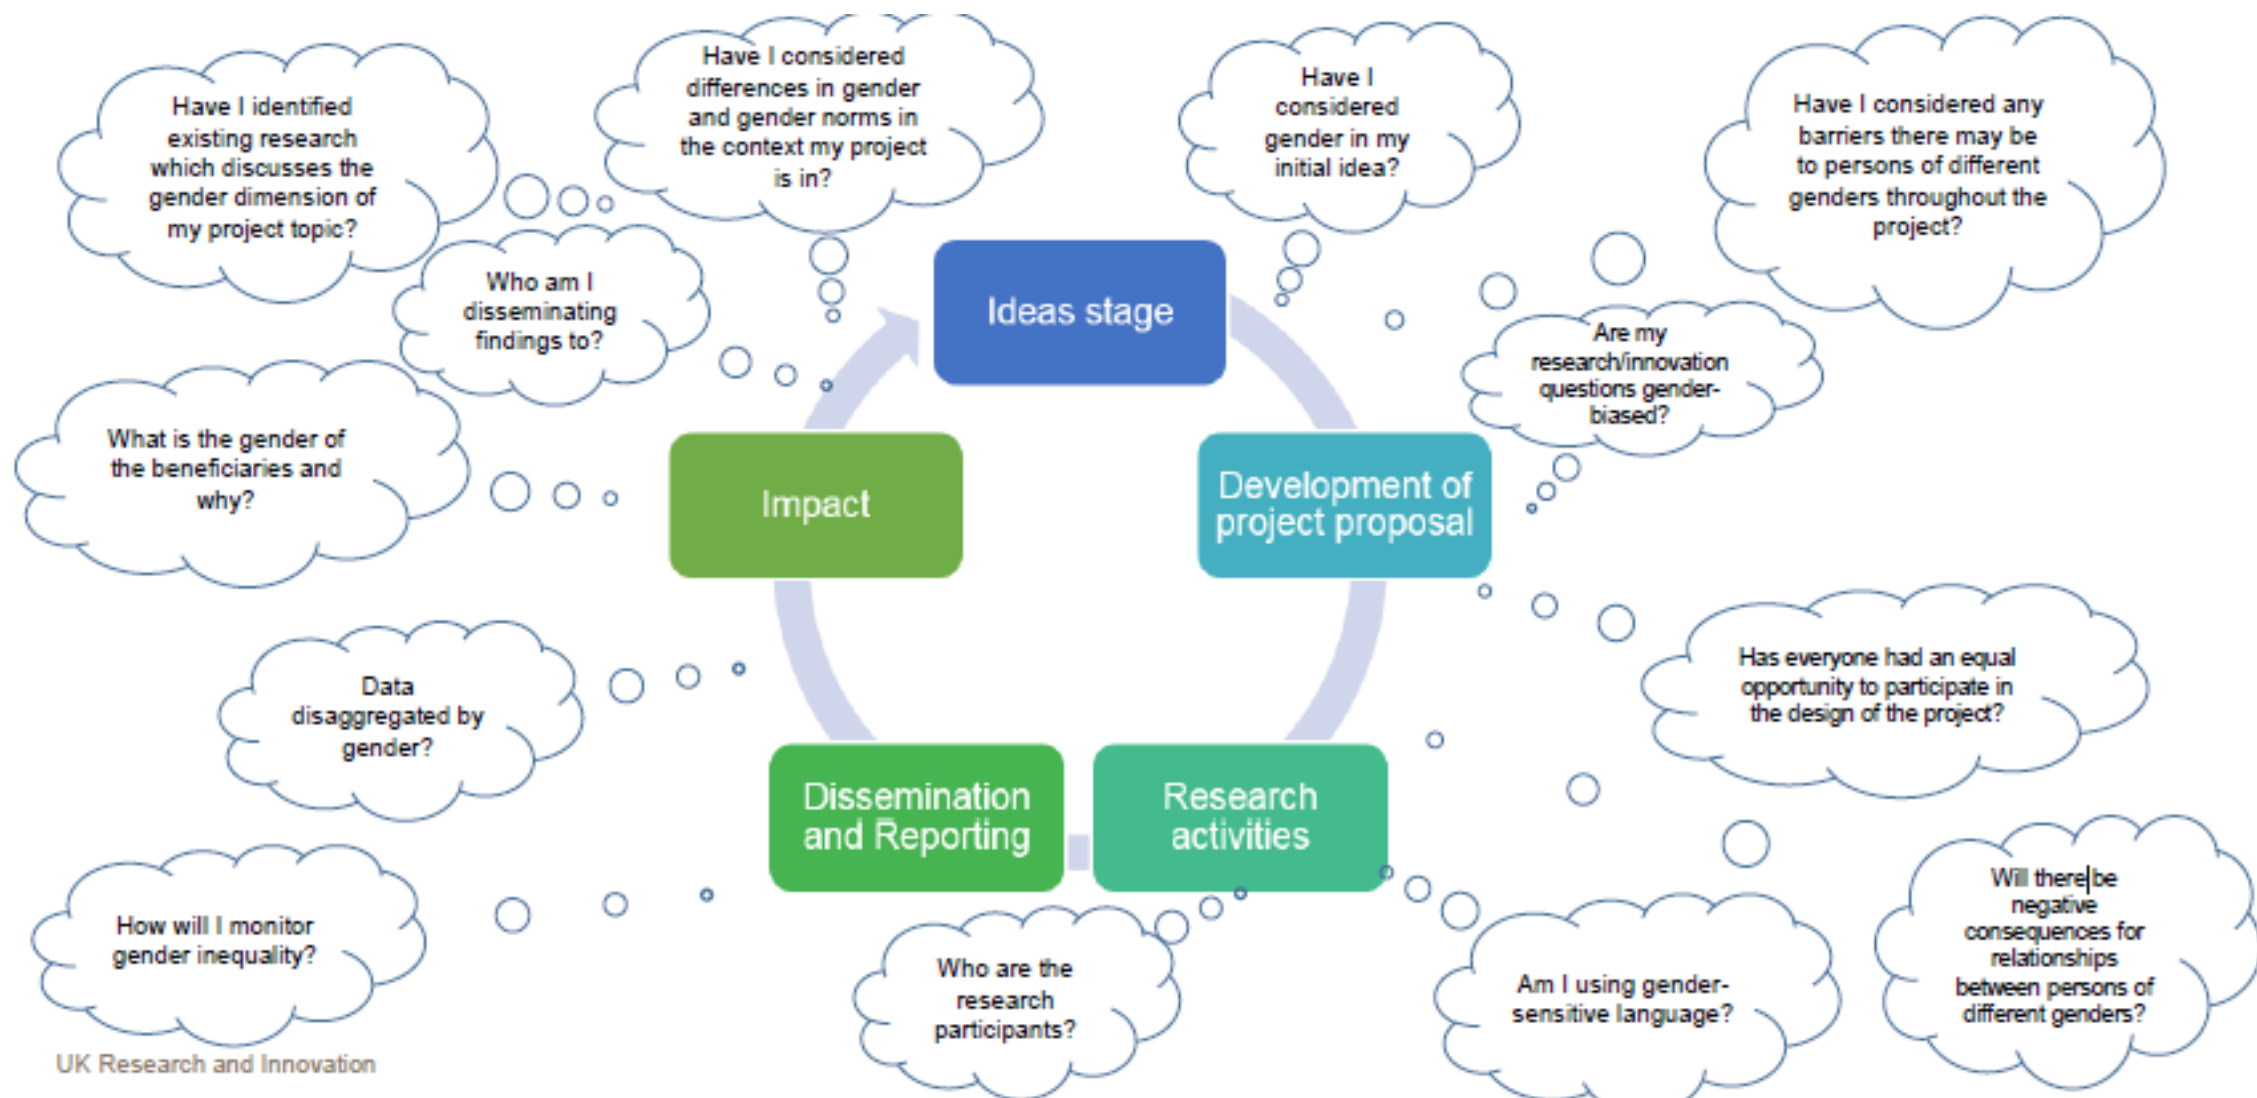 Have I identified
existing research
which discusses the
gender dimension of
my project topic?
Have I considered
differences in gender
and gender norms in
the context my project
is in?
Have I
considered
gender in my
initial idea?
Have I considered any
barriers there may be
to persons of different
genders throughout the
project?
Who am I
disseminating
findings to?
Ideas stage
Are my
research/innovation
questions gender-
biased?
What is the gender of
the beneficiaries and
why?
Impact
Development of
project proposal
Data
disaggregated by
gender?
Has everyone had an equal
opportunity to participate in
the design of the project?
Dissemination
and Reporting
Research
activities
How will I monitor
gender inequality?
Who are the
research
participants?
Am I using gender-
sensitive language?
Will there be
negative
consequences for
relationships
between persons of
different genders?
UK Research and Innovation